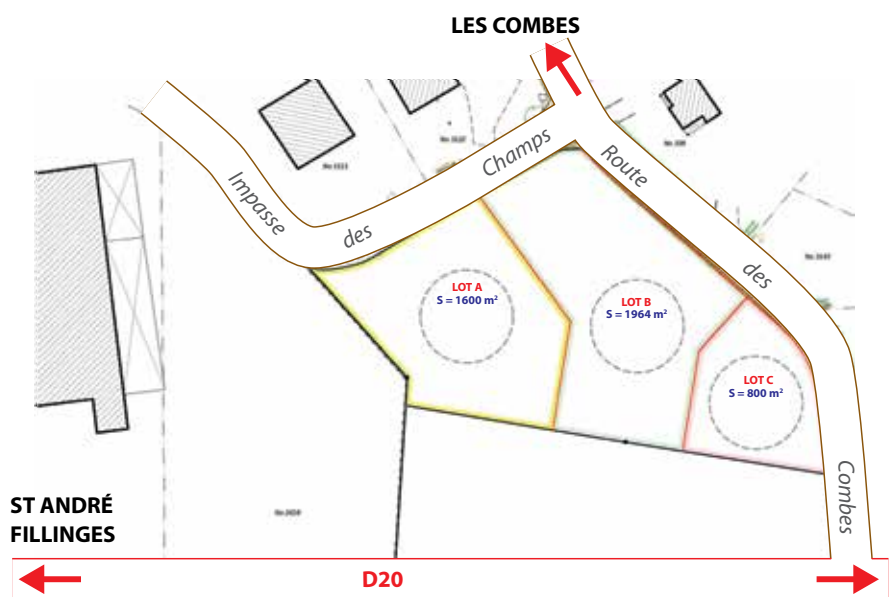 LES COMBES
Impasse
des
Champs
Route
des
Combes
LOT A
S = 1600 m²
LOT B
S = 1964 m²
LOT C
S = 800 m²
ST ANDRÉ
FILLINGES
D20